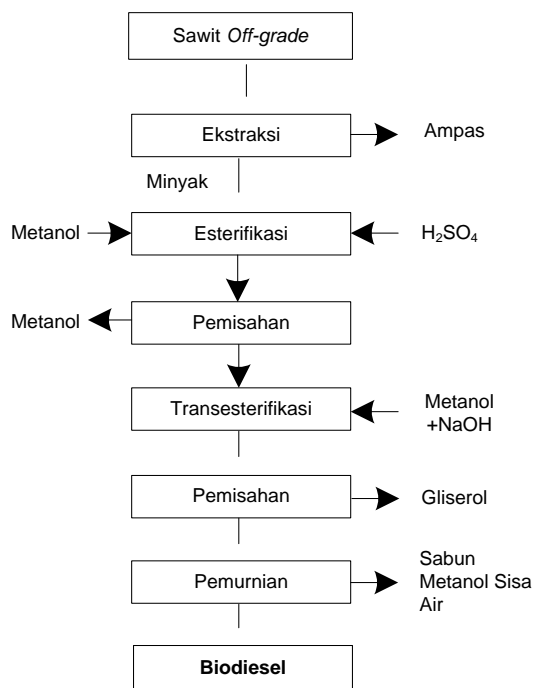 Sawit Off-grade
Ekstraksi
Ampas
Minyak
Metanol
Esterifikasi
H₂SO₄
Metanol
Pemisahan
Transesterifikasi
Metanol
+NaOH
Pemisahan
Gliserol
Pemurnian
Sabun
Metanol Sisa
Air
Biodiesel